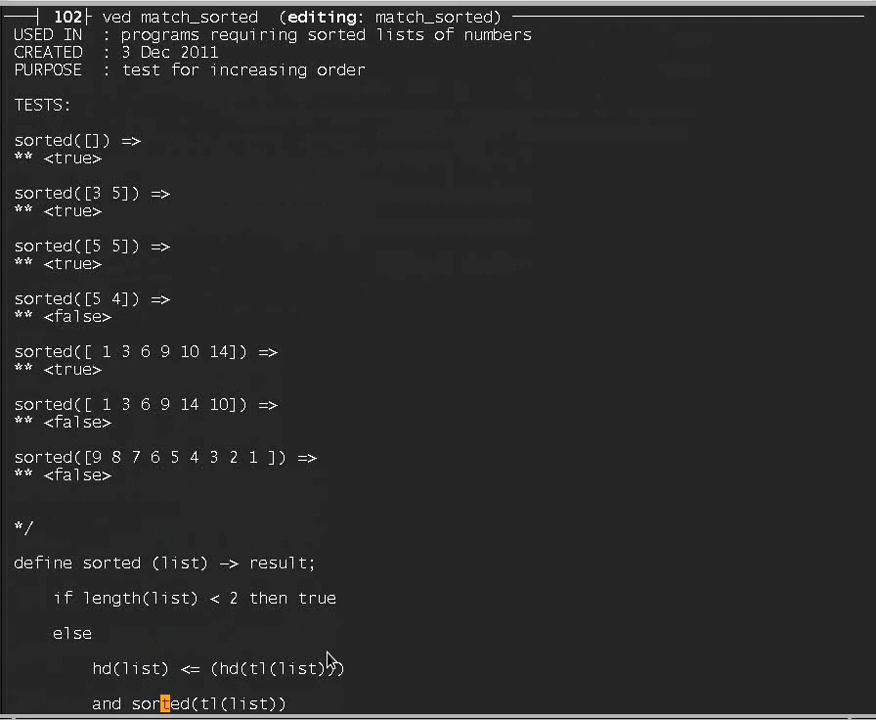 102 ved match_sorted (editing: match_sorted)
USED IN : programs requiring sorted lists of numbers
CREATED : 3 Dec 2011
PURPOSE : test for increasing order
TESTS:
sorted([]) =>
** <true>
sorted([3 5]) =>
** <true>
sorted([5 5]) =>
** <true>
sorted([5 4]) =>
** <false>
sorted([ 1 3 6 9 10 14]) =>
** <true>
sorted([ 1 3 6 9 14 10]) =>
** <false>
sorted([9 8 7 6 5 4 3 2 1 ]) =>
** <false>
*/
define sorted (list) -> result;
if length(list) < 2 then true
else
hd(list) <= (hd(tl(list)))
and sorted(tl(list))